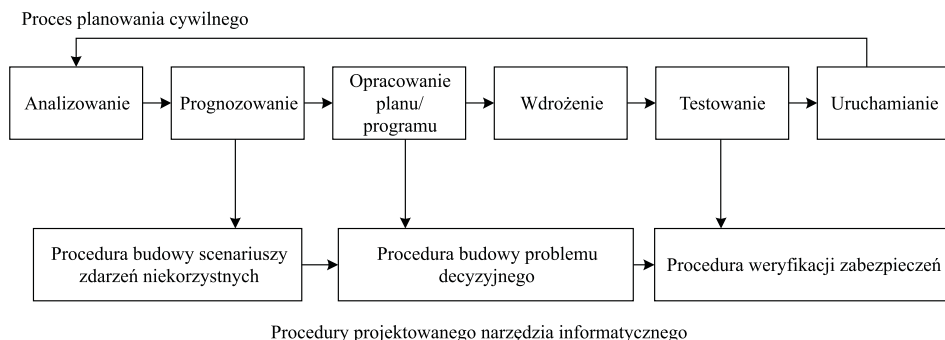 Proces planowania cywilnego
Analizowanie
Prognozowanie
Opracowanie
planu/
programu
Wdrożenie
Testowanie
Uruchamianie
Procedura budowy scenariuszy
zdarzeń niekorzystnych
Procedura budowy problemu
decyzyjnego
Procedura weryfikacji zabezpieczeń
Procedury projektowanego narzędzia informatycznego